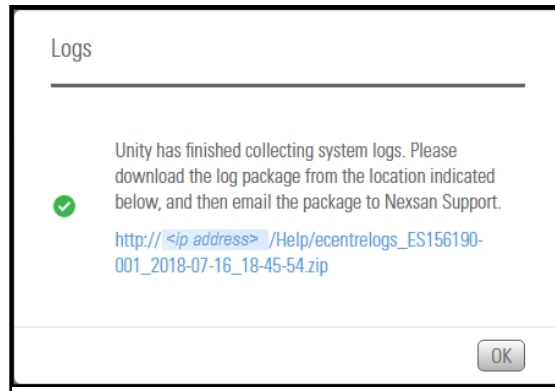 Logs
Unity has finished collecting system logs. Please
download the log package from the location indicated
below, and then email the package to Nexsan Support.
http:// <ip address> /Help/ecentrelogs_ES156190-
001_2018-07-16_18-45-54.zip
OK